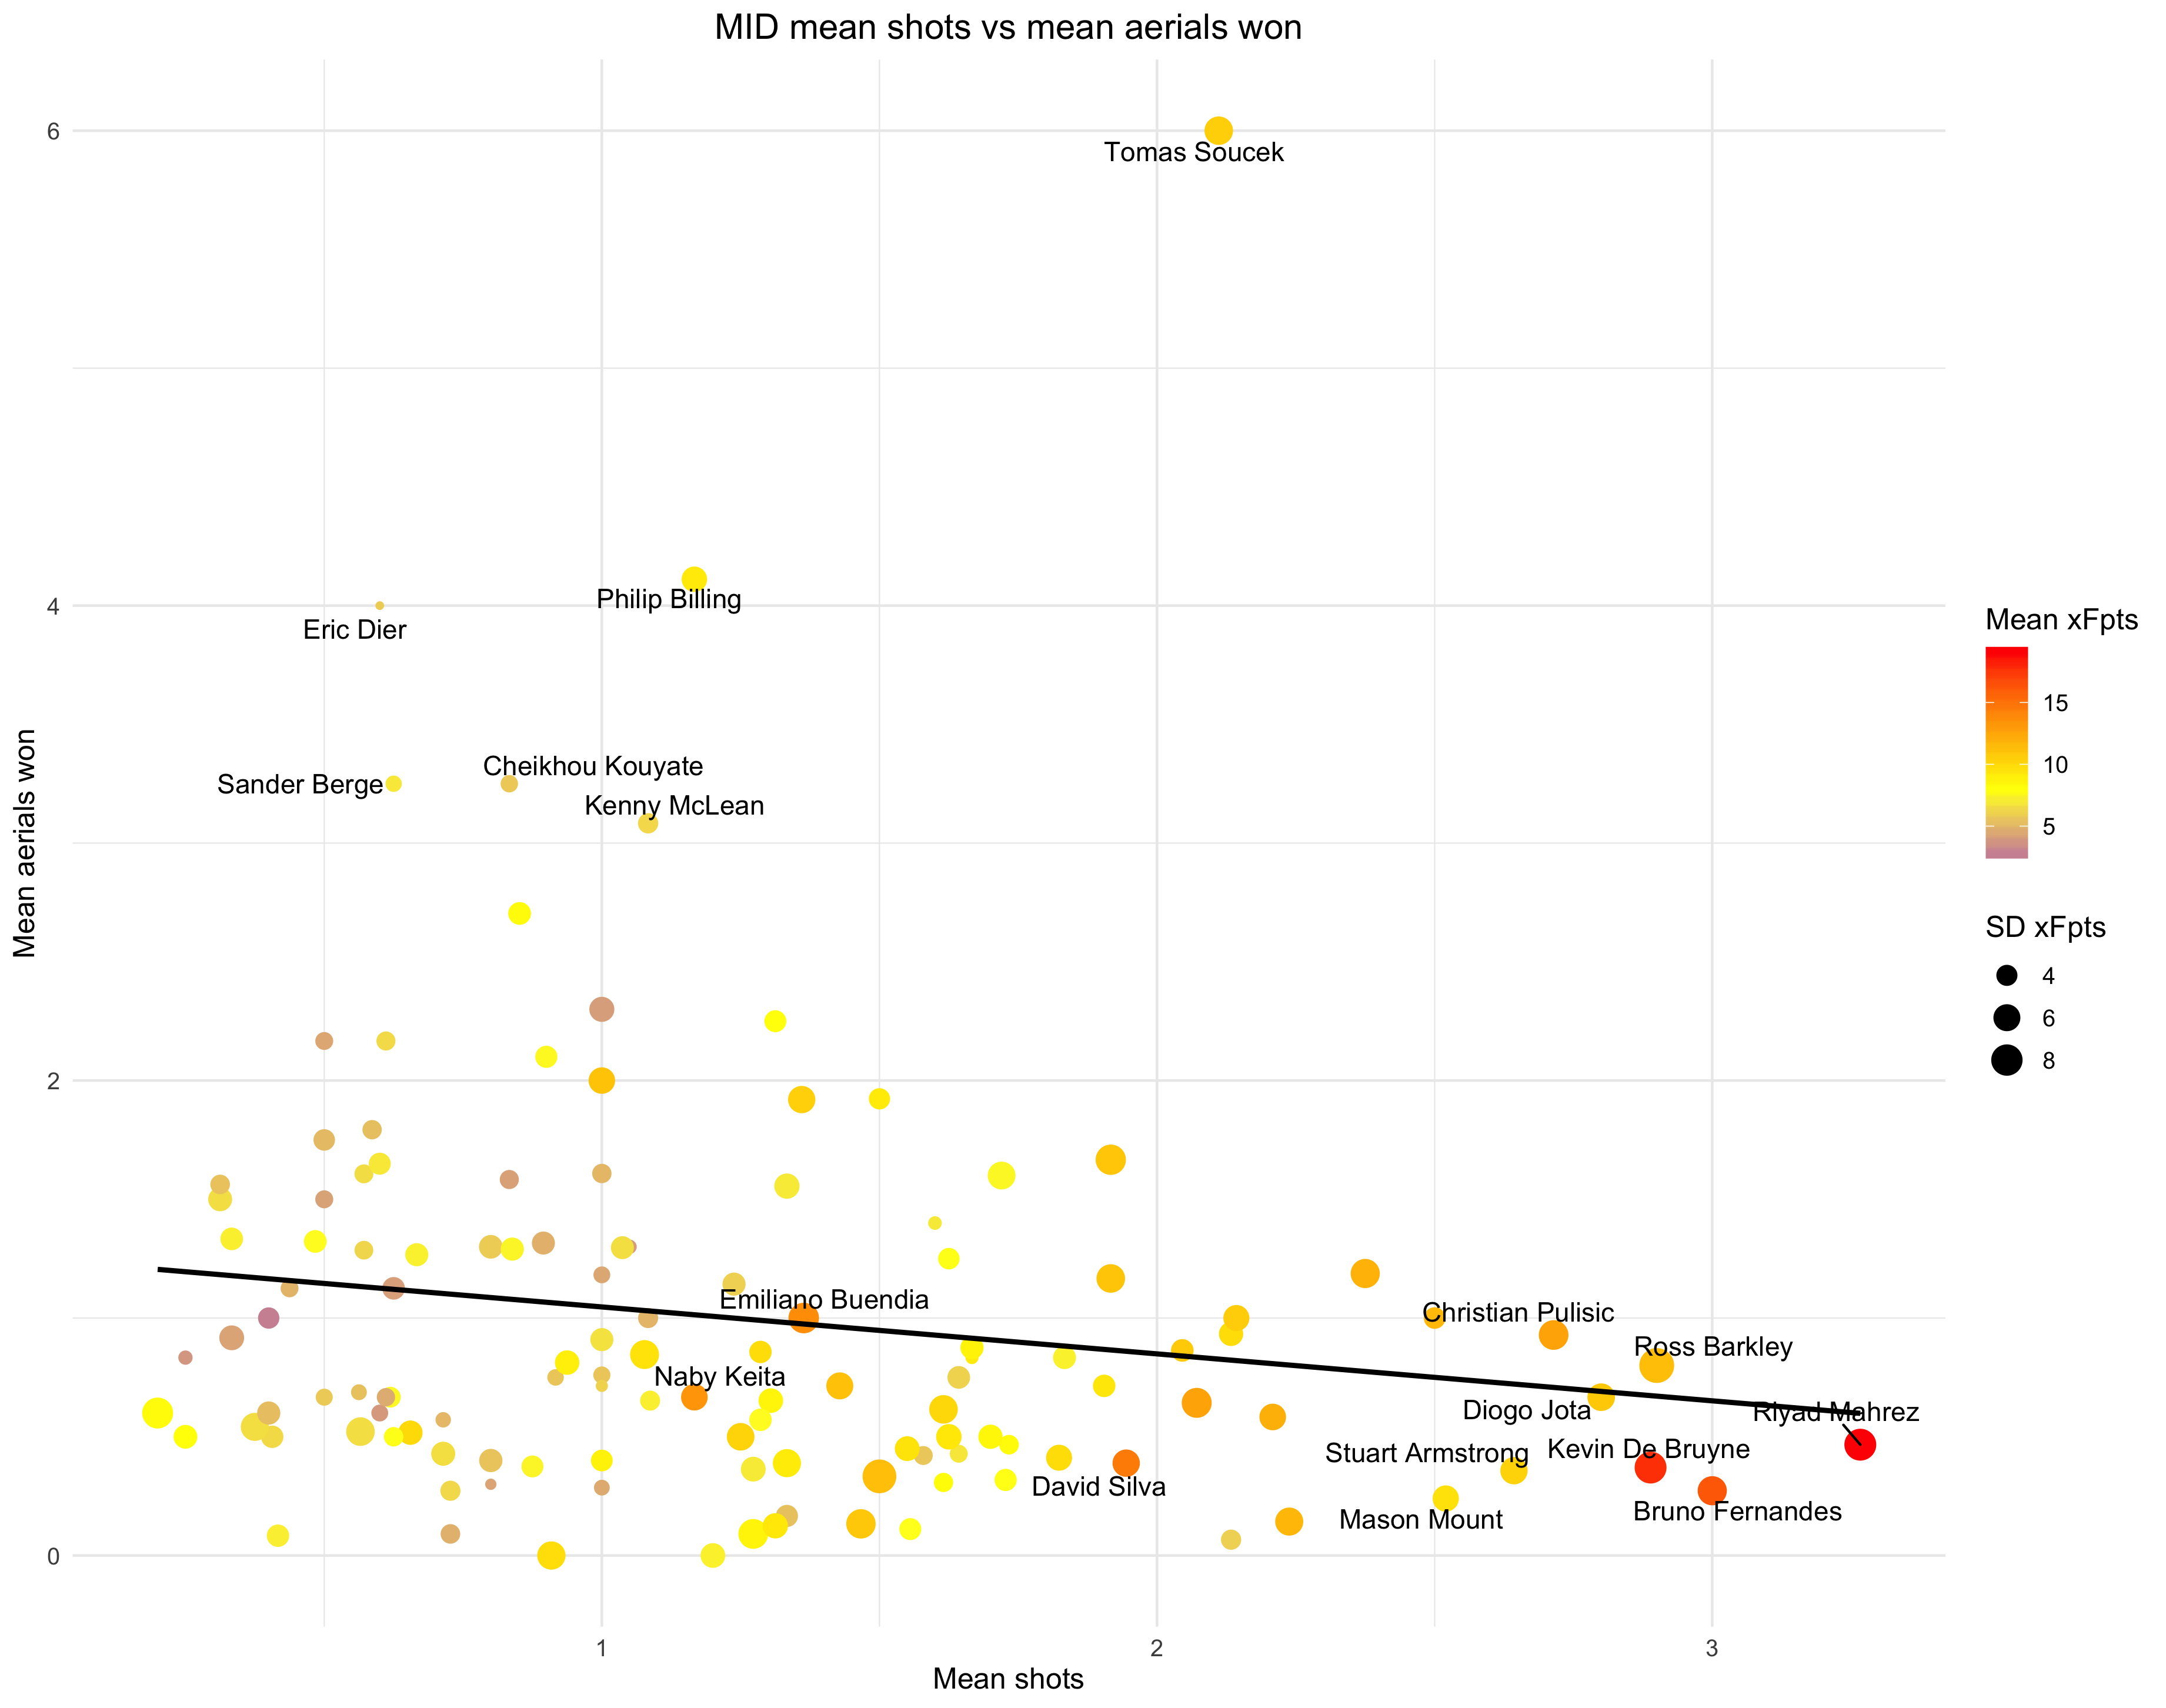 MID mean shots vs mean aerials won
6
Tomas Soucek
Philip Billing
4
Eric Dier
Mean xFpts
15
Cheikhou Kouyate
10
Sander Berge
Kenny McLean
5
Mean aerials won
SD xFpts
4
6
8
2
Emiliano Buendia
Christian Pulisic
Ross Barkley
Naby Keita
Diogo Jota
Riyad Mahrez
Stuart Armstrong
Kevin De Bruyne
David Silva
Bruno Fernandes
Mason Mount
0
1
2
3
Mean shots